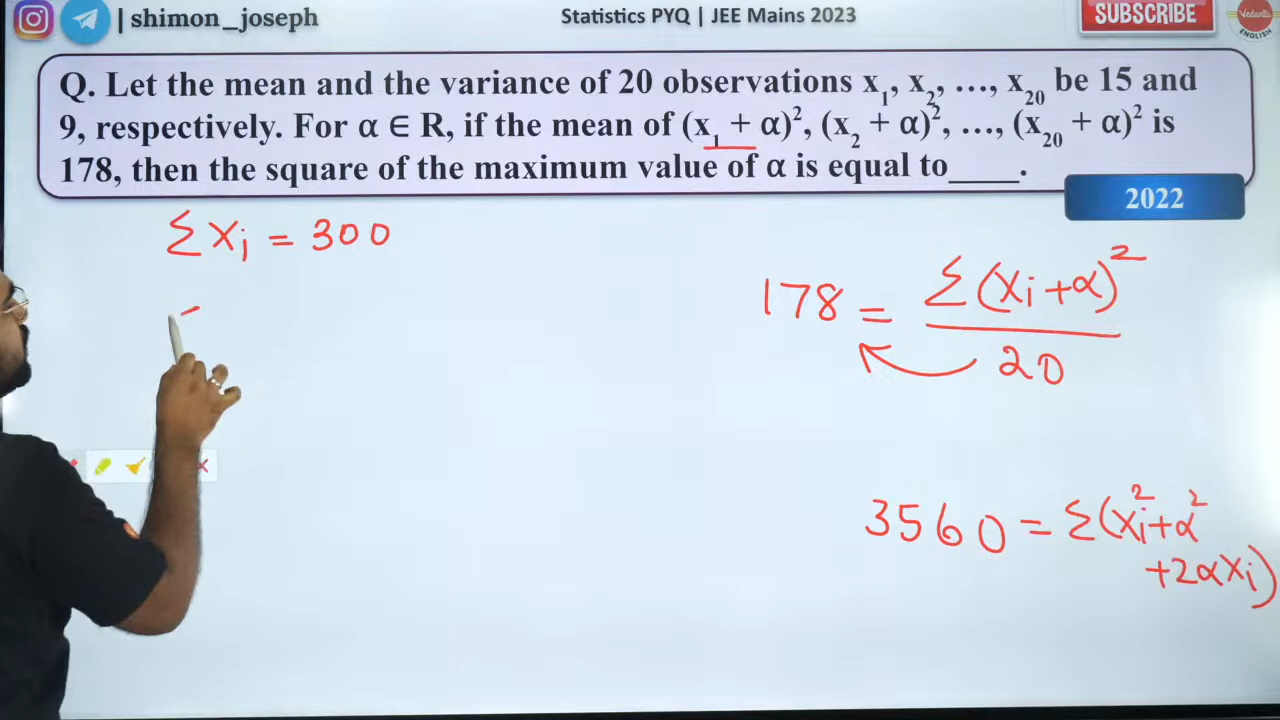 | shimon_joseph
Statistics PYQ | JEE Mains 2023
SUBSCRIBE
Vedantu
ENGLISH
Q. Let the mean and the variance of 20 observations x₁, x₂, …, x₂₀ be 15 and
9, respectively. For α ∈ R, if the mean of (x₁ + α)², (x₂ + α)², …, (x₂₀ + α)² is
178, then the square of the maximum value of α is equal to____.
2022
Σxᵢ = 300
178 = Σ(xᵢ+α)²
20
3560 = Σ(xᵢ²+α²
+2αxᵢ)